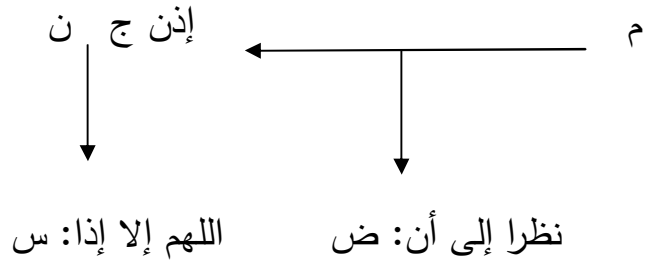 م إذن ج ن
نظرا إلى أن: ض اللهم إلا إذا: س